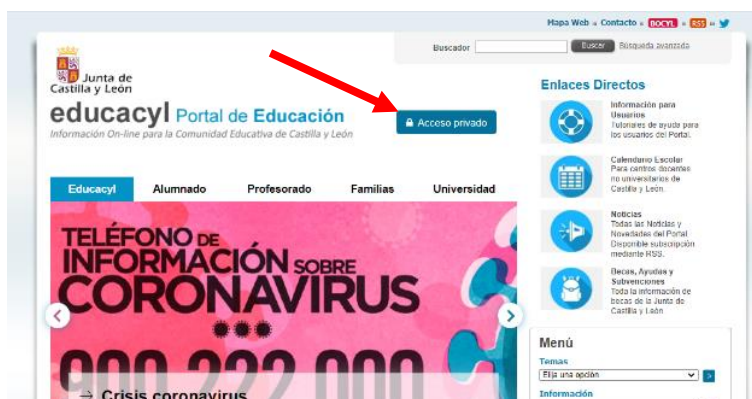 Mapa Web « Contacto « BOCYL « RSS «
Buscador
Buscar
Búsqueda avanzada
Junta de
Castilla y León
educacyl Portal de Educación
Información On-line para la Comunidad Educativa de Castilla y León
Acceso privado
Educacyl
Alumnado
Profesorado
Familias
Universidad
TELÉFONO DE
INFORMACIÓN SOBRE
CORONAVIRUS
900 222 000
→ Crisis coronavirus
Enlaces Directos
Información para
Usuarios
Tutoriales de ayuda para
los usuarios del Portal.
Calendario Escolar
Para centros docentes
no universitarios de
Castilla y León.
Noticias
Todas las Noticias y
Novedades del Portal
Disponible subscripción
mediante RSS.
Becas, Ayudas y
Subvenciones
Toda la información de
becas de la Junta de
Castilla y León
Menú
Temas
Elija una opción
>
Información